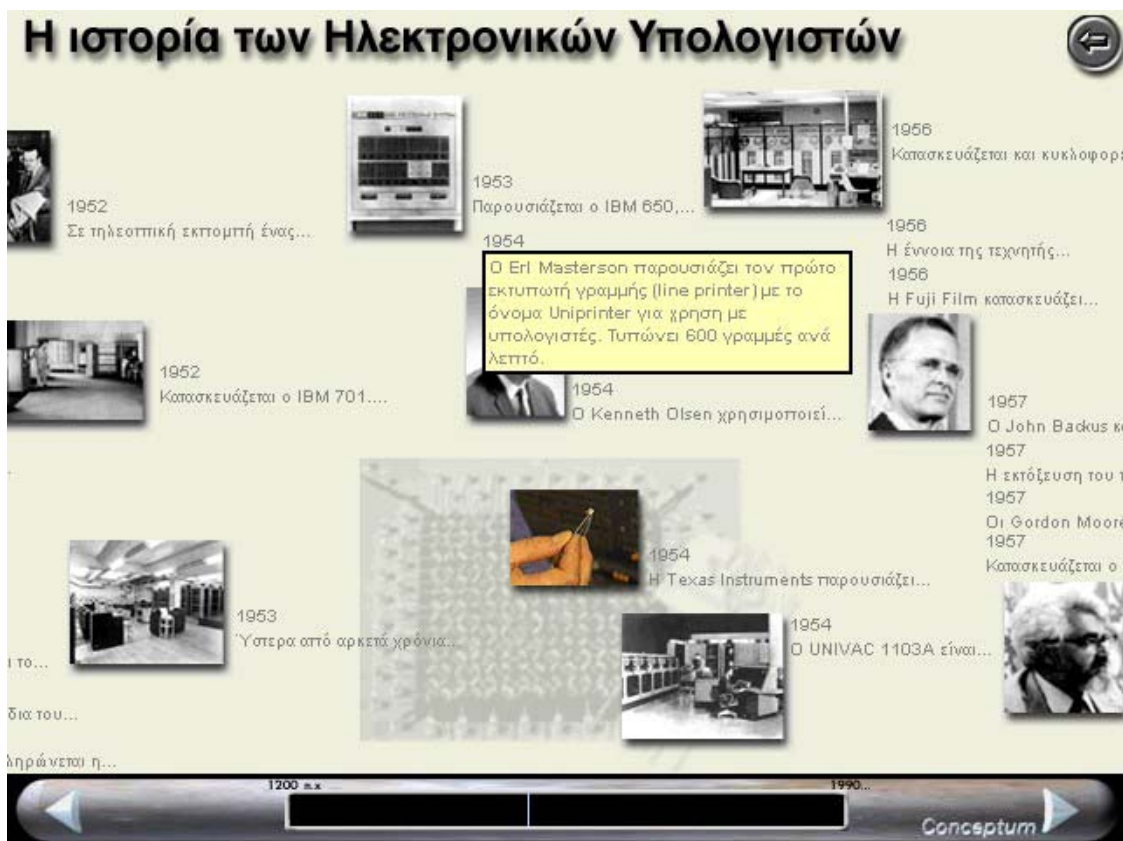 Η ιστορία των Ηλεκτρονικών Υπολογιστών
1952
Σε τηλεοπτική εκπομπή ένας...
1953
Παρουσιάζεται ο IBM 650,...
1956
Κατασκευάζεται και κυκλοφορε
1954
Ο Erl Masterson παρουσιάζει τον πρώτο
εκτυπωτή γραμμής (line printer) με το
όνομα Uniprinter για χρηση με
υπολογιστές. Τυπώνει 600 γραμμές ανά
λεπτό.
1956
Η έννοια της τεχνητής...
1956
Η Fuji Film κατασκευάζει...
1952
Κατασκευάζεται ο IBM 701....
1954
Ο Kenneth Olsen χρησιμοποιεί...
1957
Ο John Backus κ
1957
Η εκτόξευση του τ
1957
Οι Gordon Moore
1957
Κατασκευάζεται ο
1954
Η Texas Instruments παρουσιάζει...
1953
Ύστερα από αρκετά χρόνια...
1954
Ο UNIVAC 1103A είναι...
ι το...
δια του...
ληρώνεται η...
1200 π.χ
1990...
Conceptum